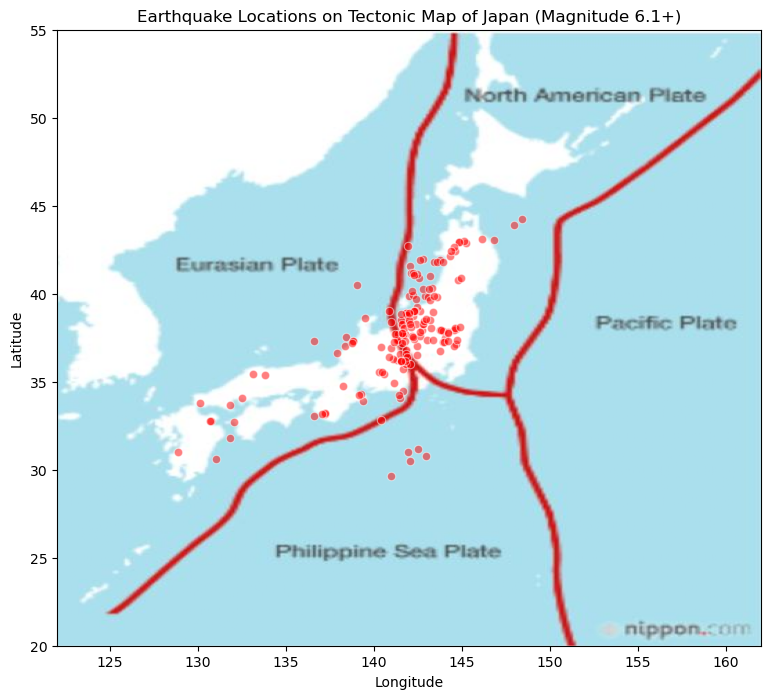 Earthquake Locations on Tectonic Map of Japan (Magnitude 6.1+)
55
50
45
40
35
30
25
20
Latitude
North American Plate
Eurasian Plate
Pacific Plate
Philippine Sea Plate
nippon.com
125
130
135
140
145
150
155
160
Longitude